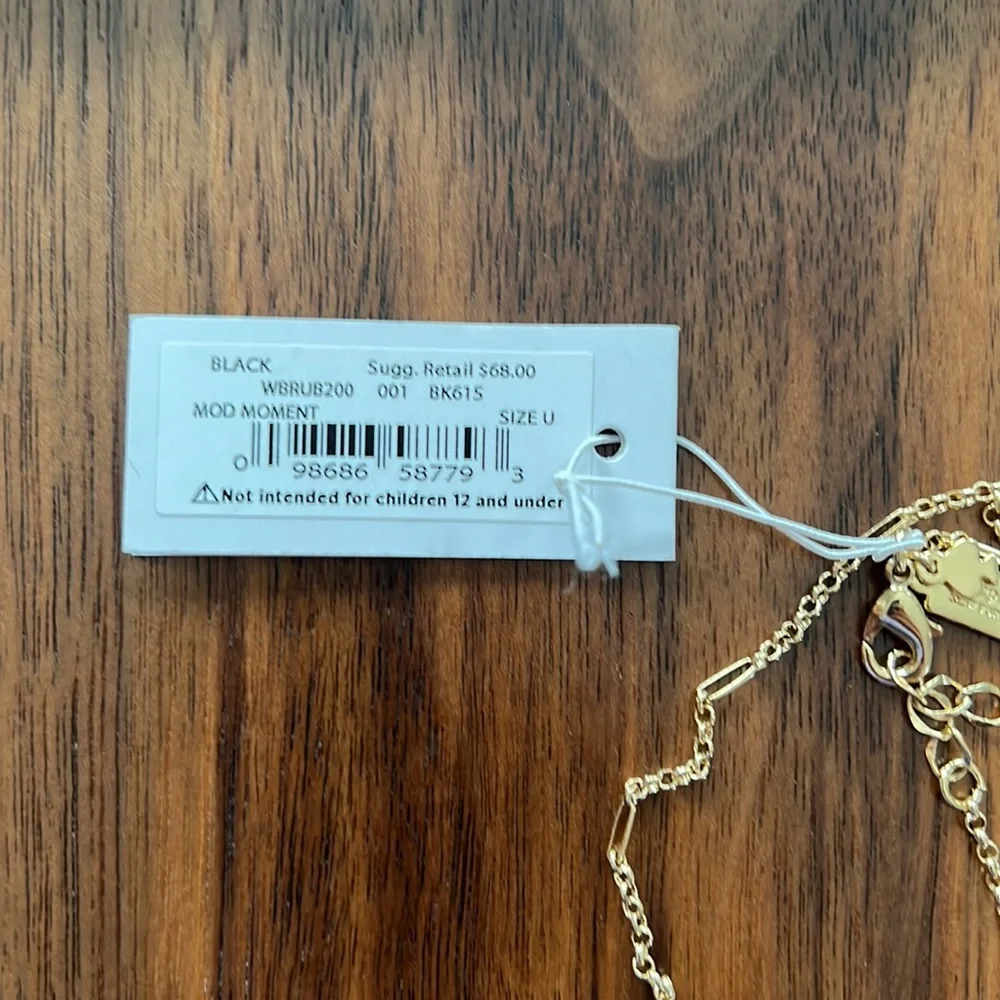 BLACK Sugg. Retail $68.00
WBRUB200 001 BK61S
MOD MOMENT SIZE U
0 98686 58779 3
⚠Not intended for children 12 and under